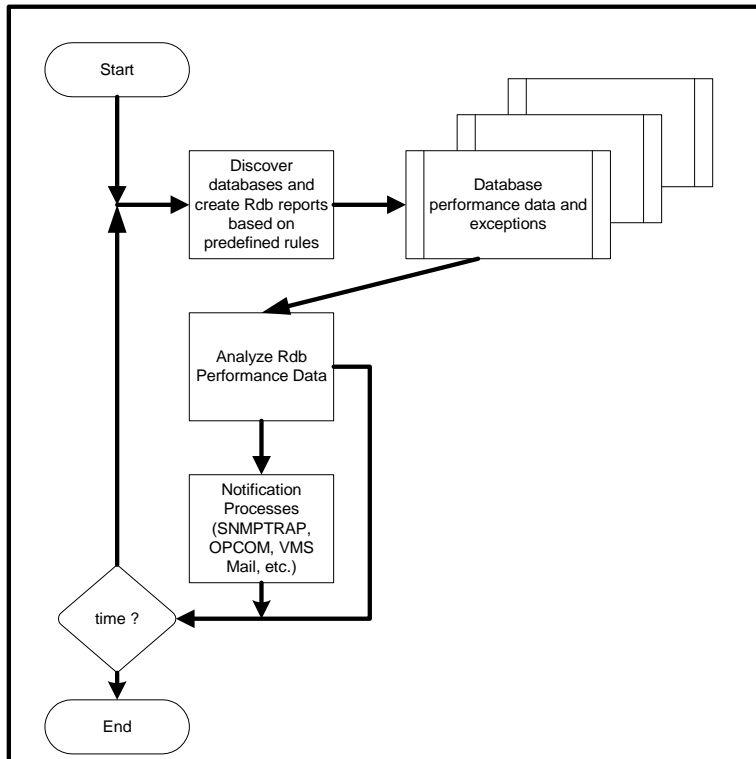 Start
Discover
databases and
create Rdb reports
based on
predefined rules
Database
performance data and
exceptions
Analyze Rdb
Performance Data
Notification
Processes
(SNMPTRAP,
OPCOM, VMS
Mail, etc.)
time ?
End